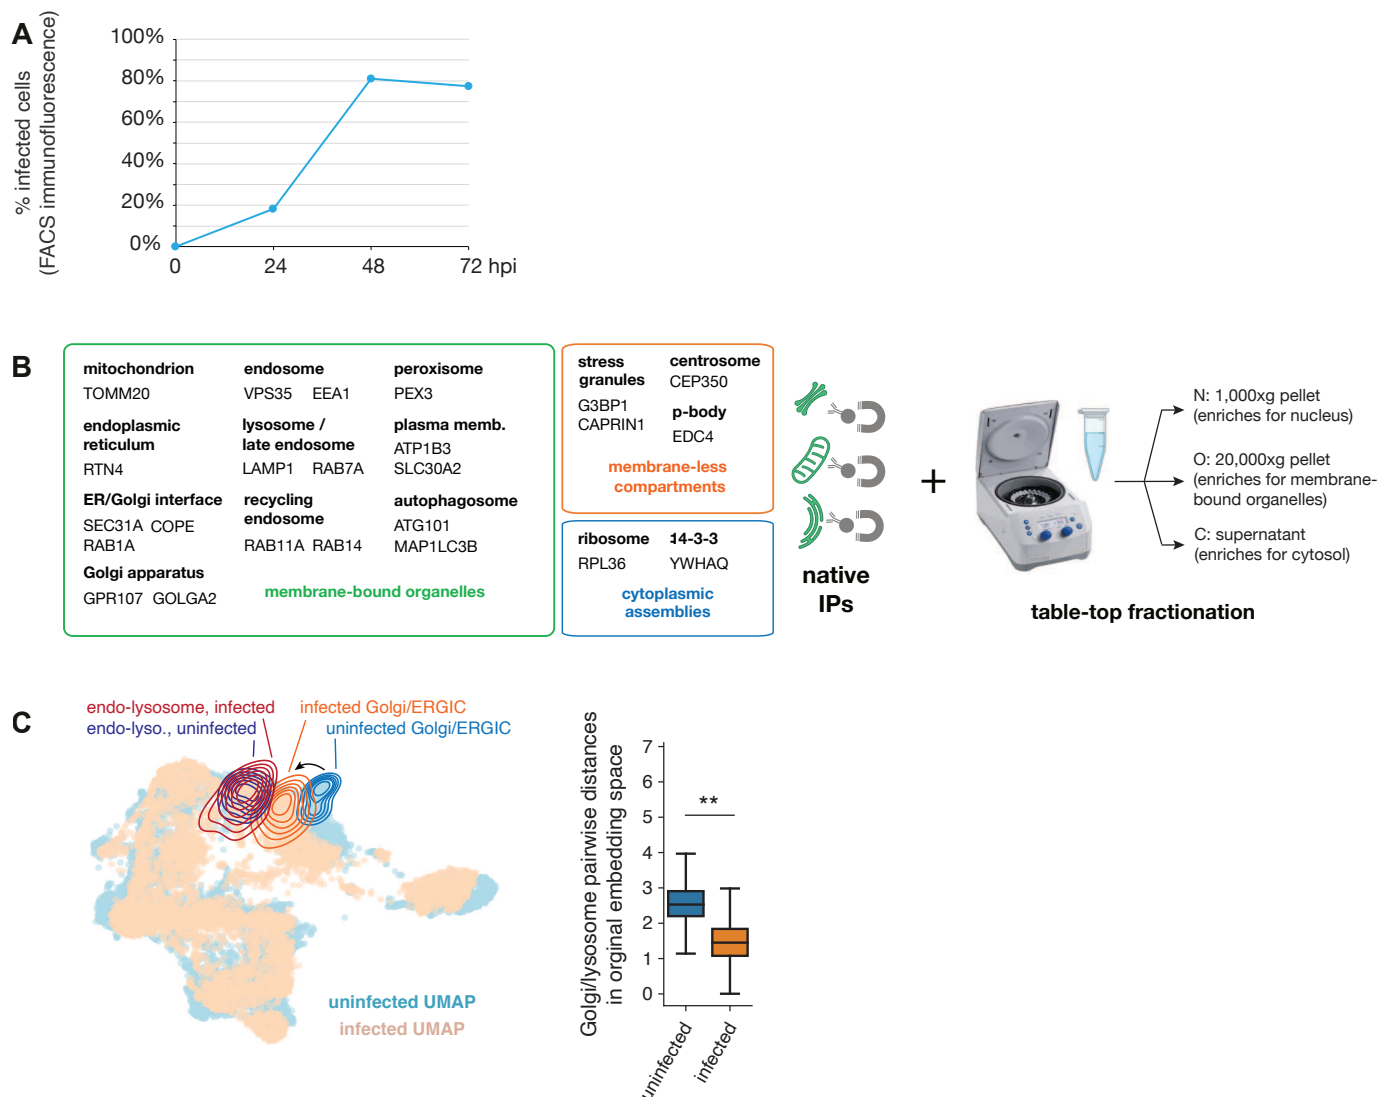 A
% infected cells
(FACS immunofluorescence)
100%
80%
60%
40%
20%
0%
0 24 48 72 hpi
B
mitochondrion
TOMM20
endoplasmic
reticulum
RTN4
ER/Golgi interface
SEC31A COPE
RAB1A
Golgi apparatus
GPR107 GOLGA2
endosome
VPS35 EEA1
lysosome /
late endosome
LAMP1 RAB7A
recycling
endosome
RAB11A RAB14
peroxisome
PEX3
plasma memb.
ATP1B3
SLC30A2
autophagosome
ATG101
MAP1LC3B
membrane-bound organelles
stress
granules
G3BP1
CAPRIN1
centrosome
CEP350
p-body
EDC4
membrane-less
compartments
ribosome
RPL36
14-3-3
YWHAQ
cytoplasmic
assemblies
native
IPs
+
table-top fractionation
N: 1,000xg pellet
(enriches for nucleus)
O: 20,000xg pellet
(enriches for membrane-
bound organelles)
C: supernatant
(enriches for cytosol)
C
endo-lysosome, infected
endo-lyso., uninfected
infected Golgi/ERGIC
uninfected Golgi/ERGIC
uninfected UMAP
infected UMAP
Golgi/lysosome pairwise distances
in orginal embedding space
7
6
5
4
3
2
1
0
**
uninfected
infected